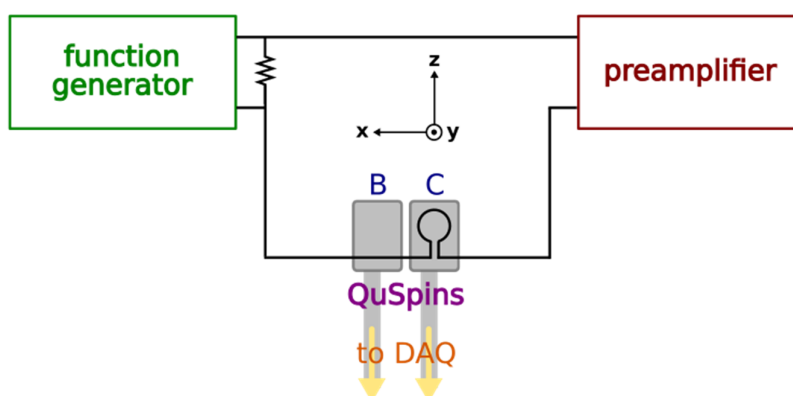 function
generator
preamplifier
z
x
y
B
C
QuSpins
to DAQ